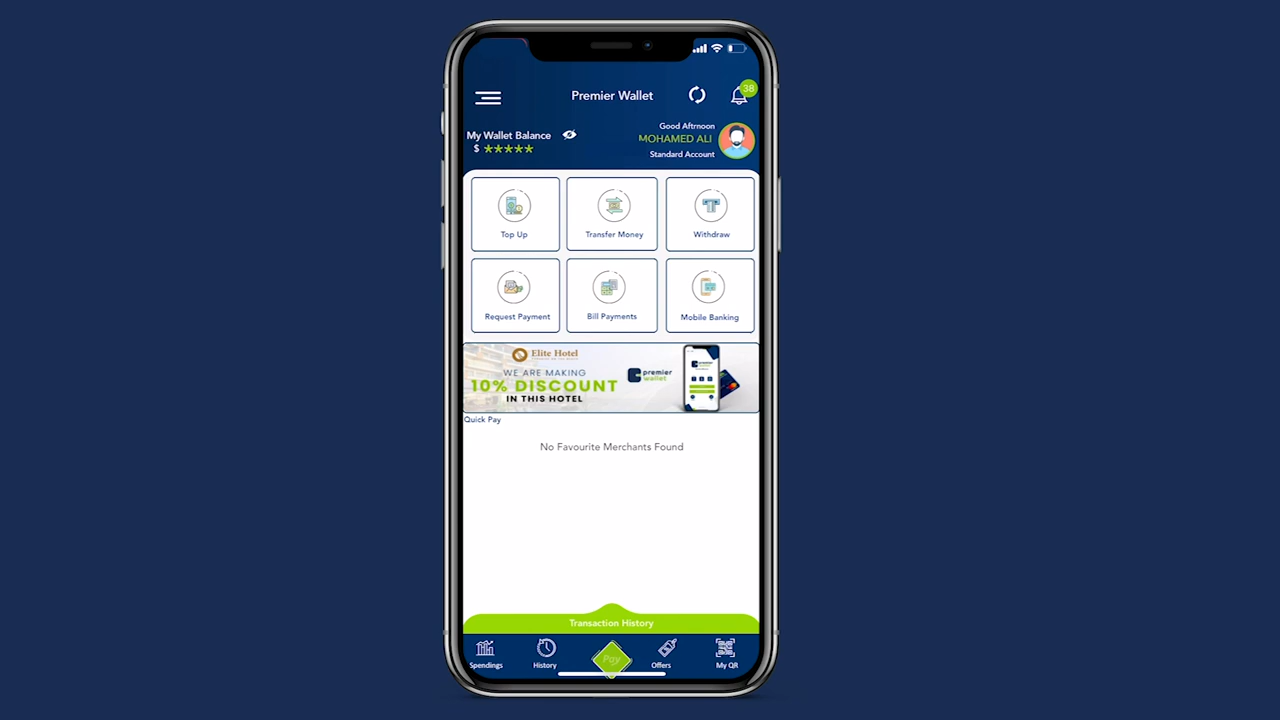 Premier Wallet
38
My Wallet Balance
$ *****
Good Aftrnoon
MOHAMED ALI
Standard Account
Top Up
Transfer Money
Withdraw
Request Payment
Bill Payments
Mobile Banking
Elite Hotel
WE ARE MAKING
10% DISCOUNT
IN THIS HOTEL
premier
wallet
Quick Pay
No Favourite Merchants Found
Transaction History
Spendings
History
Pay
Offers
My QR